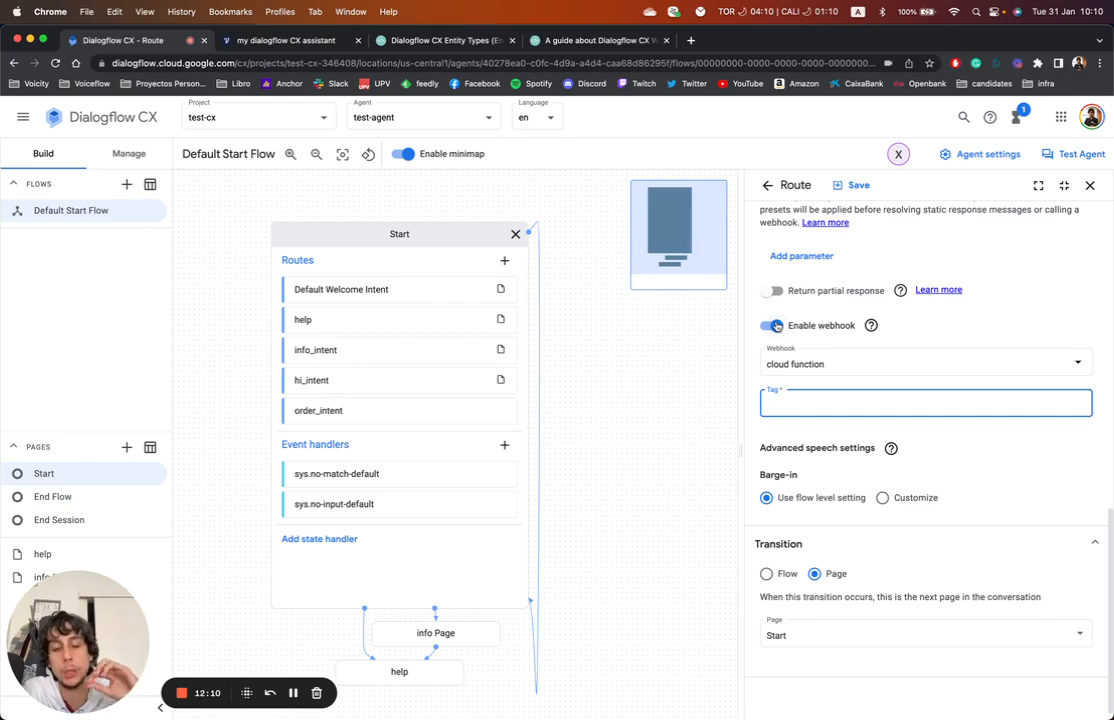 Chrome File Edit View History Bookmarks Profiles Tab Window Help TOR 04:10 | CALI 01:10 A 100% Tue 31 Jan 10:10
Dialogflow CX - Route my dialogflow CX assistant Dialogflow CX Entity Types (En A guide about Dialogflow CX W
dialogflow.cloud.google.com/cx/projects/test-cx-346408/locations/us-central1/agents/40278ea0-c0fc-4d9a-a4d4-caa68d86295f/flows/00000000-0000-0000-0000-000000000...
Voicity vens Proyectos Person... Libro Anchor Slack UPV feedly Facebook Spotify Discord Twitch Twitter YouTube Amazon CaixaBank Openbank candidates infra
Dialogflow CX
Project
test-cx
Agent
test-agent
Language
en
1
Build
Manage
Default Start Flow
Enable minimap
X
Agent settings
Test Agent
FLOWS
Default Start Flow
PAGES
Start
End Flow
End Session
help
Start
Routes
Default Welcome Intent
help
info_intent
hi_intent
order_intent
Event handlers
sys.no-match-default
sys.no-input-default
Add state handler
info Page
help
12:10
Route
Save
presets will be applied before resolving static response messages or calling a
webhook. Learn more
Add parameter
Return partial response Learn more
Enable webhook
Webhook
cloud function
Tag *
Advanced speech settings
Barge-in
Use flow level setting Customize
Transition
Flow Page
When this transition occurs, this is the next page in the conversation
Page
Start